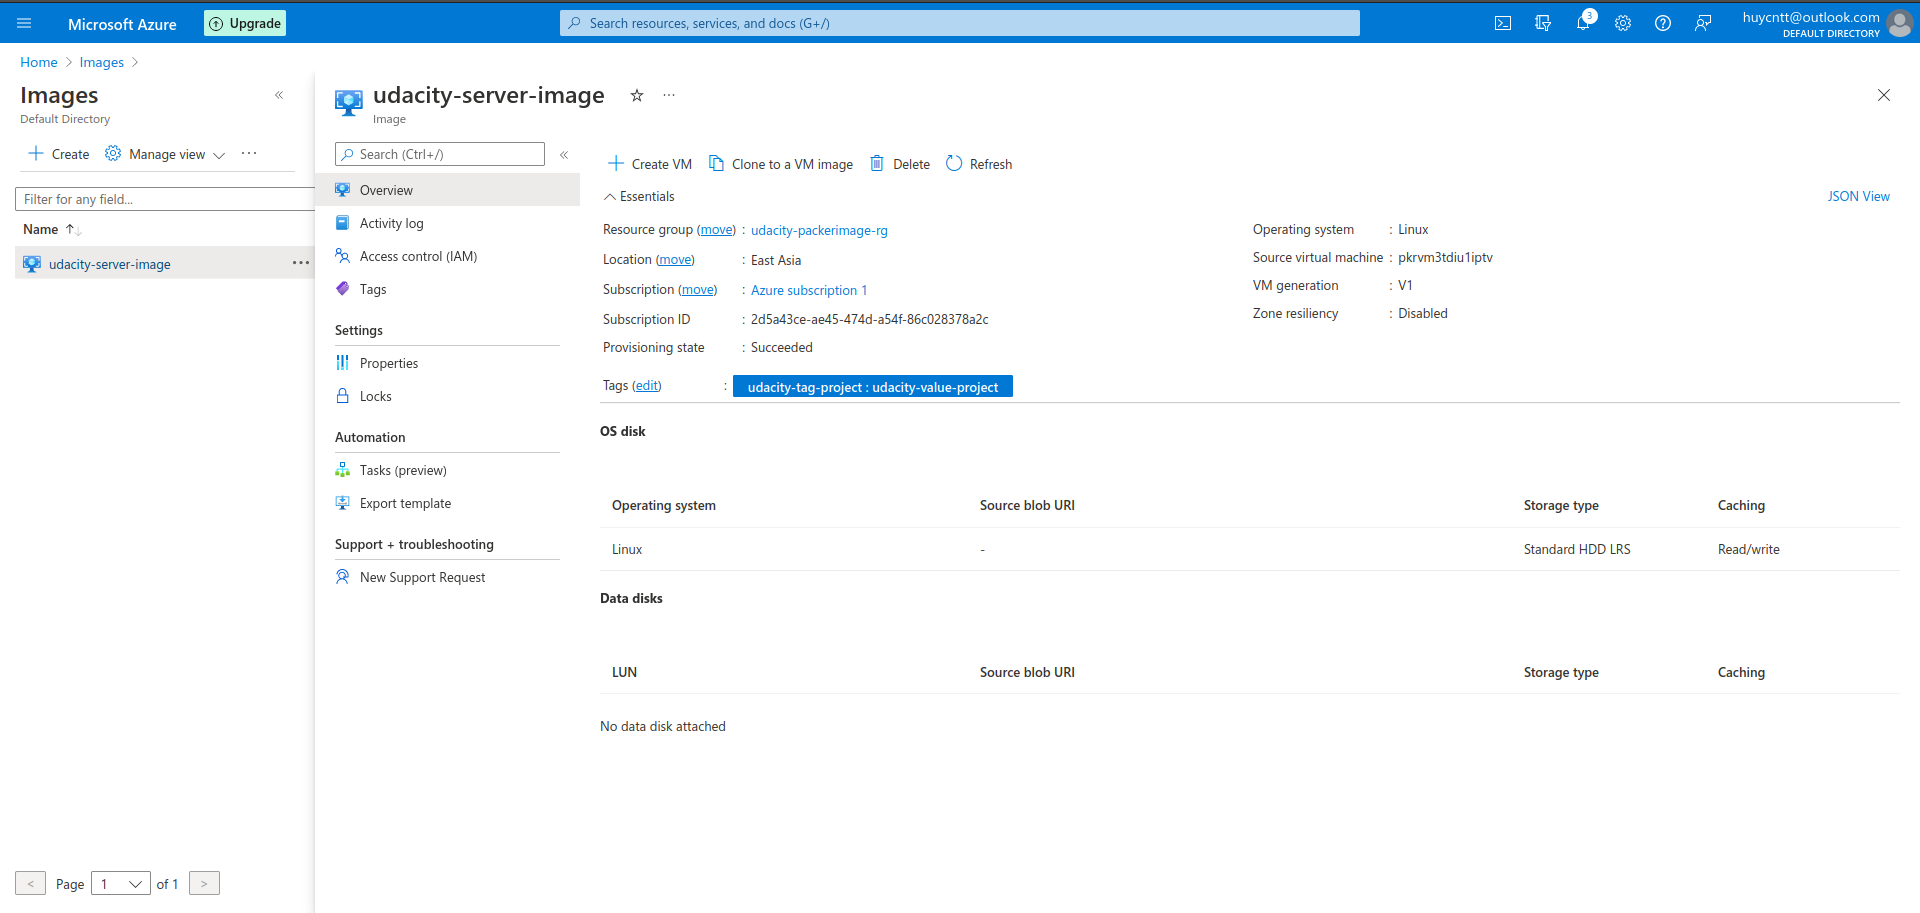 Microsoft Azure
Upgrade
Search resources, services, and docs (G+/)
3
huycntt@outlook.com
DEFAULT DIRECTORY
Home > Images >
Images
Default Directory
Create
Manage view
Filter for any field...
Name
udacity-server-image
Page 1 of 1
udacity-server-image
Image
Search (Ctrl+/)
Overview
Activity log
Access control (IAM)
Tags
Settings
Properties
Locks
Automation
Tasks (preview)
Export template
Support + troubleshooting
New Support Request
Create VM
Clone to a VM image
Delete
Refresh
Essentials
JSON View
Resource group (move) : udacity-packerimage-rg
Location (move) : East Asia
Subscription (move) : Azure subscription 1
Subscription ID : 2d5a43ce-ae45-474d-a54f-86c028378a2c
Provisioning state : Succeeded
Operating system : Linux
Source virtual machine : pkrvm3tdiu1iptv
VM generation : V1
Zone resiliency : Disabled
Tags (edit) : udacity-tag-project : udacity-value-project
OS disk
Operating system Source blob URI Storage type Caching
Linux - Standard HDD LRS Read/write
Data disks
LUN Source blob URI Storage type Caching
No data disk attached